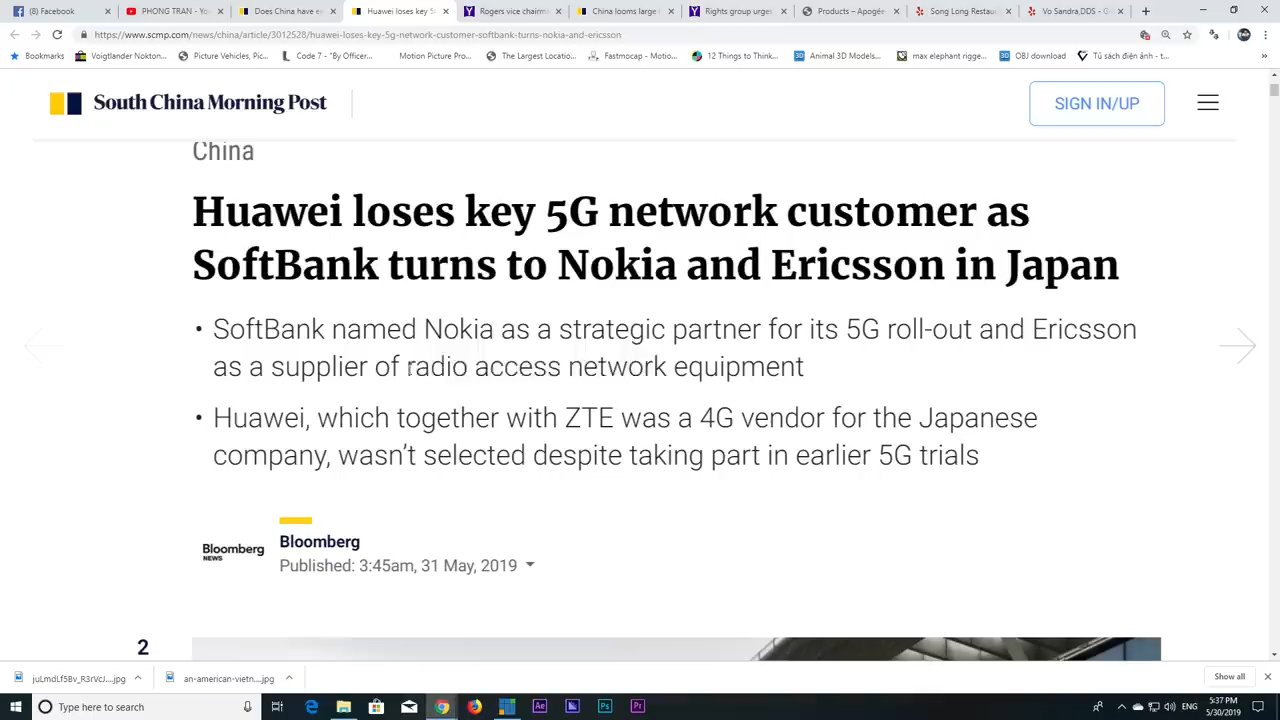 (8) Facebook
PHONG TRAN - Yo
Does China have e
Huawei loses key 5
Rogers vice chairm
China looms large
Rights group urges
Products – Apogée
Song Long Restau
Vo Sandra,DDS - G
https://www.scmp.com/news/china/article/3012528/huawei-loses-key-5g-network-customer-softbank-turns-nokia-and-ericsson
Bookmarks
Voigtlander Nokton...
Picture Vehicles, Pic...
Code 7 - "By Officer...
Motion Picture Pro...
The Largest Locatio...
Fastmocap - Motio...
12 Things to Think...
Animal 3D Models...
max elephant rigge...
OBJ download
Tủ sách điện ảnh - t...
South China Morning Post
SIGN IN/UP
China
Huawei loses key 5G network customer as
SoftBank turns to Nokia and Ericsson in Japan
• SoftBank named Nokia as a strategic partner for its 5G roll-out and Ericsson
as a supplier of radio access network equipment
• Huawei, which together with ZTE was a 4G vendor for the Japanese
company, wasn't selected despite taking part in earlier 5G trials
Bloomberg
NEWS
Bloomberg
Published: 3:45am, 31 May, 2019
2
juLmdLf5Bv_R3rVcJ....jpg
an-american-vietn....jpg
Show all
Type here to search
ENG
5:37 PM
5/30/2019